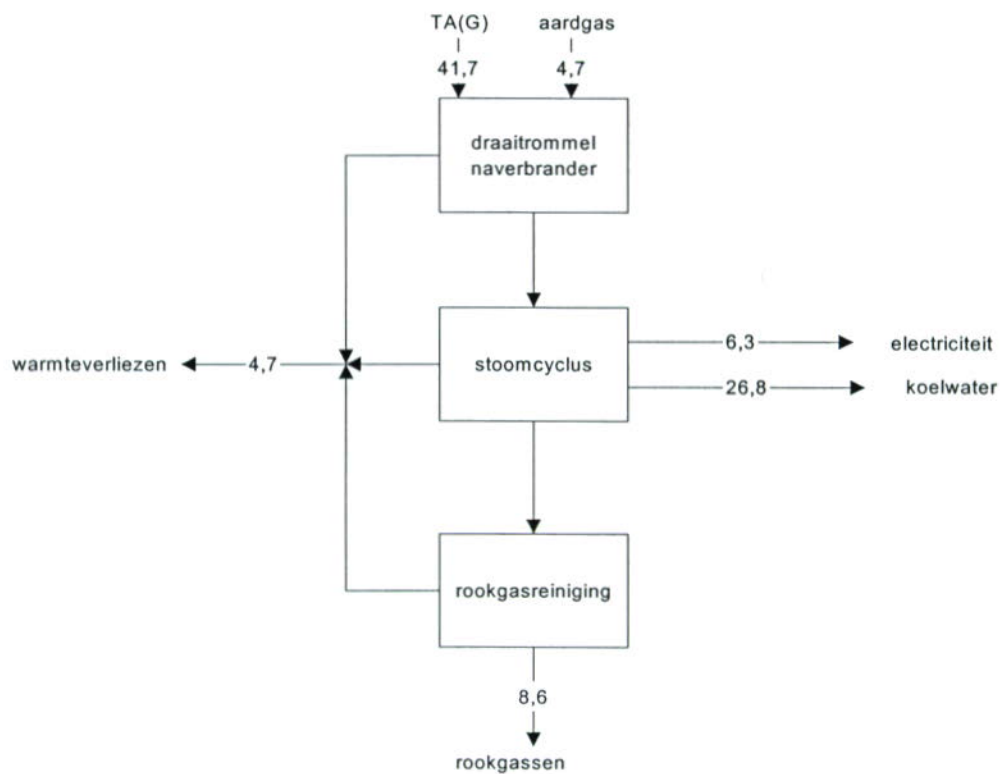 TA(G) aardgas
41,7 4,7
draaitrommel
naverbrander
6,3 electriciteit
warmteverliezen 4,7 stoomcyclus
26,8 koelwater
rookgasreiniging
8,6
rookgassen